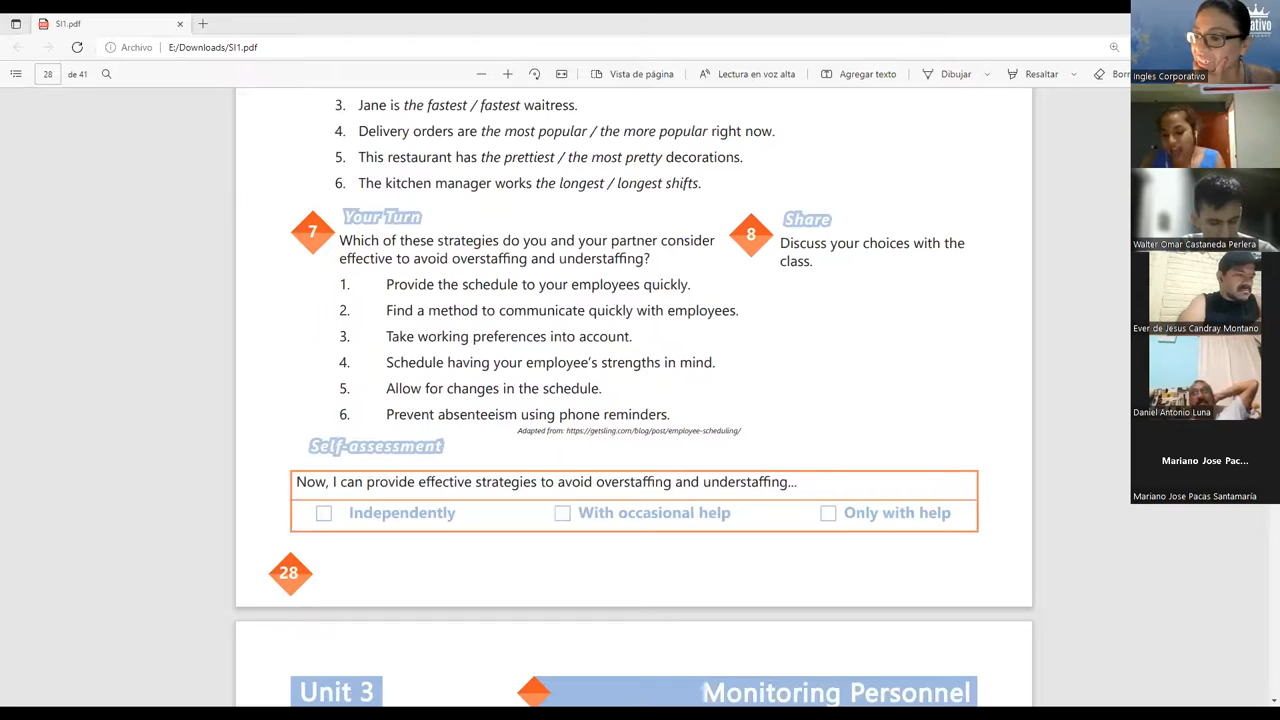 SI1.pdf
Archivo
E:/Downloads/SI1.pdf
28
de 41
Vista de página
Lectura en voz alta
Agregar texto
Dibujar
Resaltar
Borr
3. Jane is the fastest / fastest waitress.
4. Delivery orders are the most popular / the more popular right now.
5. This restaurant has the prettiest / the most pretty decorations.
6. The kitchen manager works the longest / longest shifts.
7
Your Turn
Which of these strategies do you and your partner consider
effective to avoid overstaffing and understaffing?
1. Provide the schedule to your employees quickly.
2. Find a method to communicate quickly with employees.
3. Take working preferences into account.
4. Schedule having your employee's strengths in mind.
5. Allow for changes in the schedule.
6. Prevent absenteeism using phone reminders.
Adapted from: https://getsling.com/blog/post/employee-scheduling/
8
Share
Discuss your choices with the
class.
Self-assessment
Now, I can provide effective strategies to avoid overstaffing and understaffing...
Independently
With occasional help
Only with help
28
Unit 3
Monitoring Personnel
Ingles Corporativo
Walter Omar Castaneda Perlera
Ever de Jesus Candray Montano
Daniel Antonio Luna
Mariano Jose Pac...
Mariano Jose Pacas Santamaría